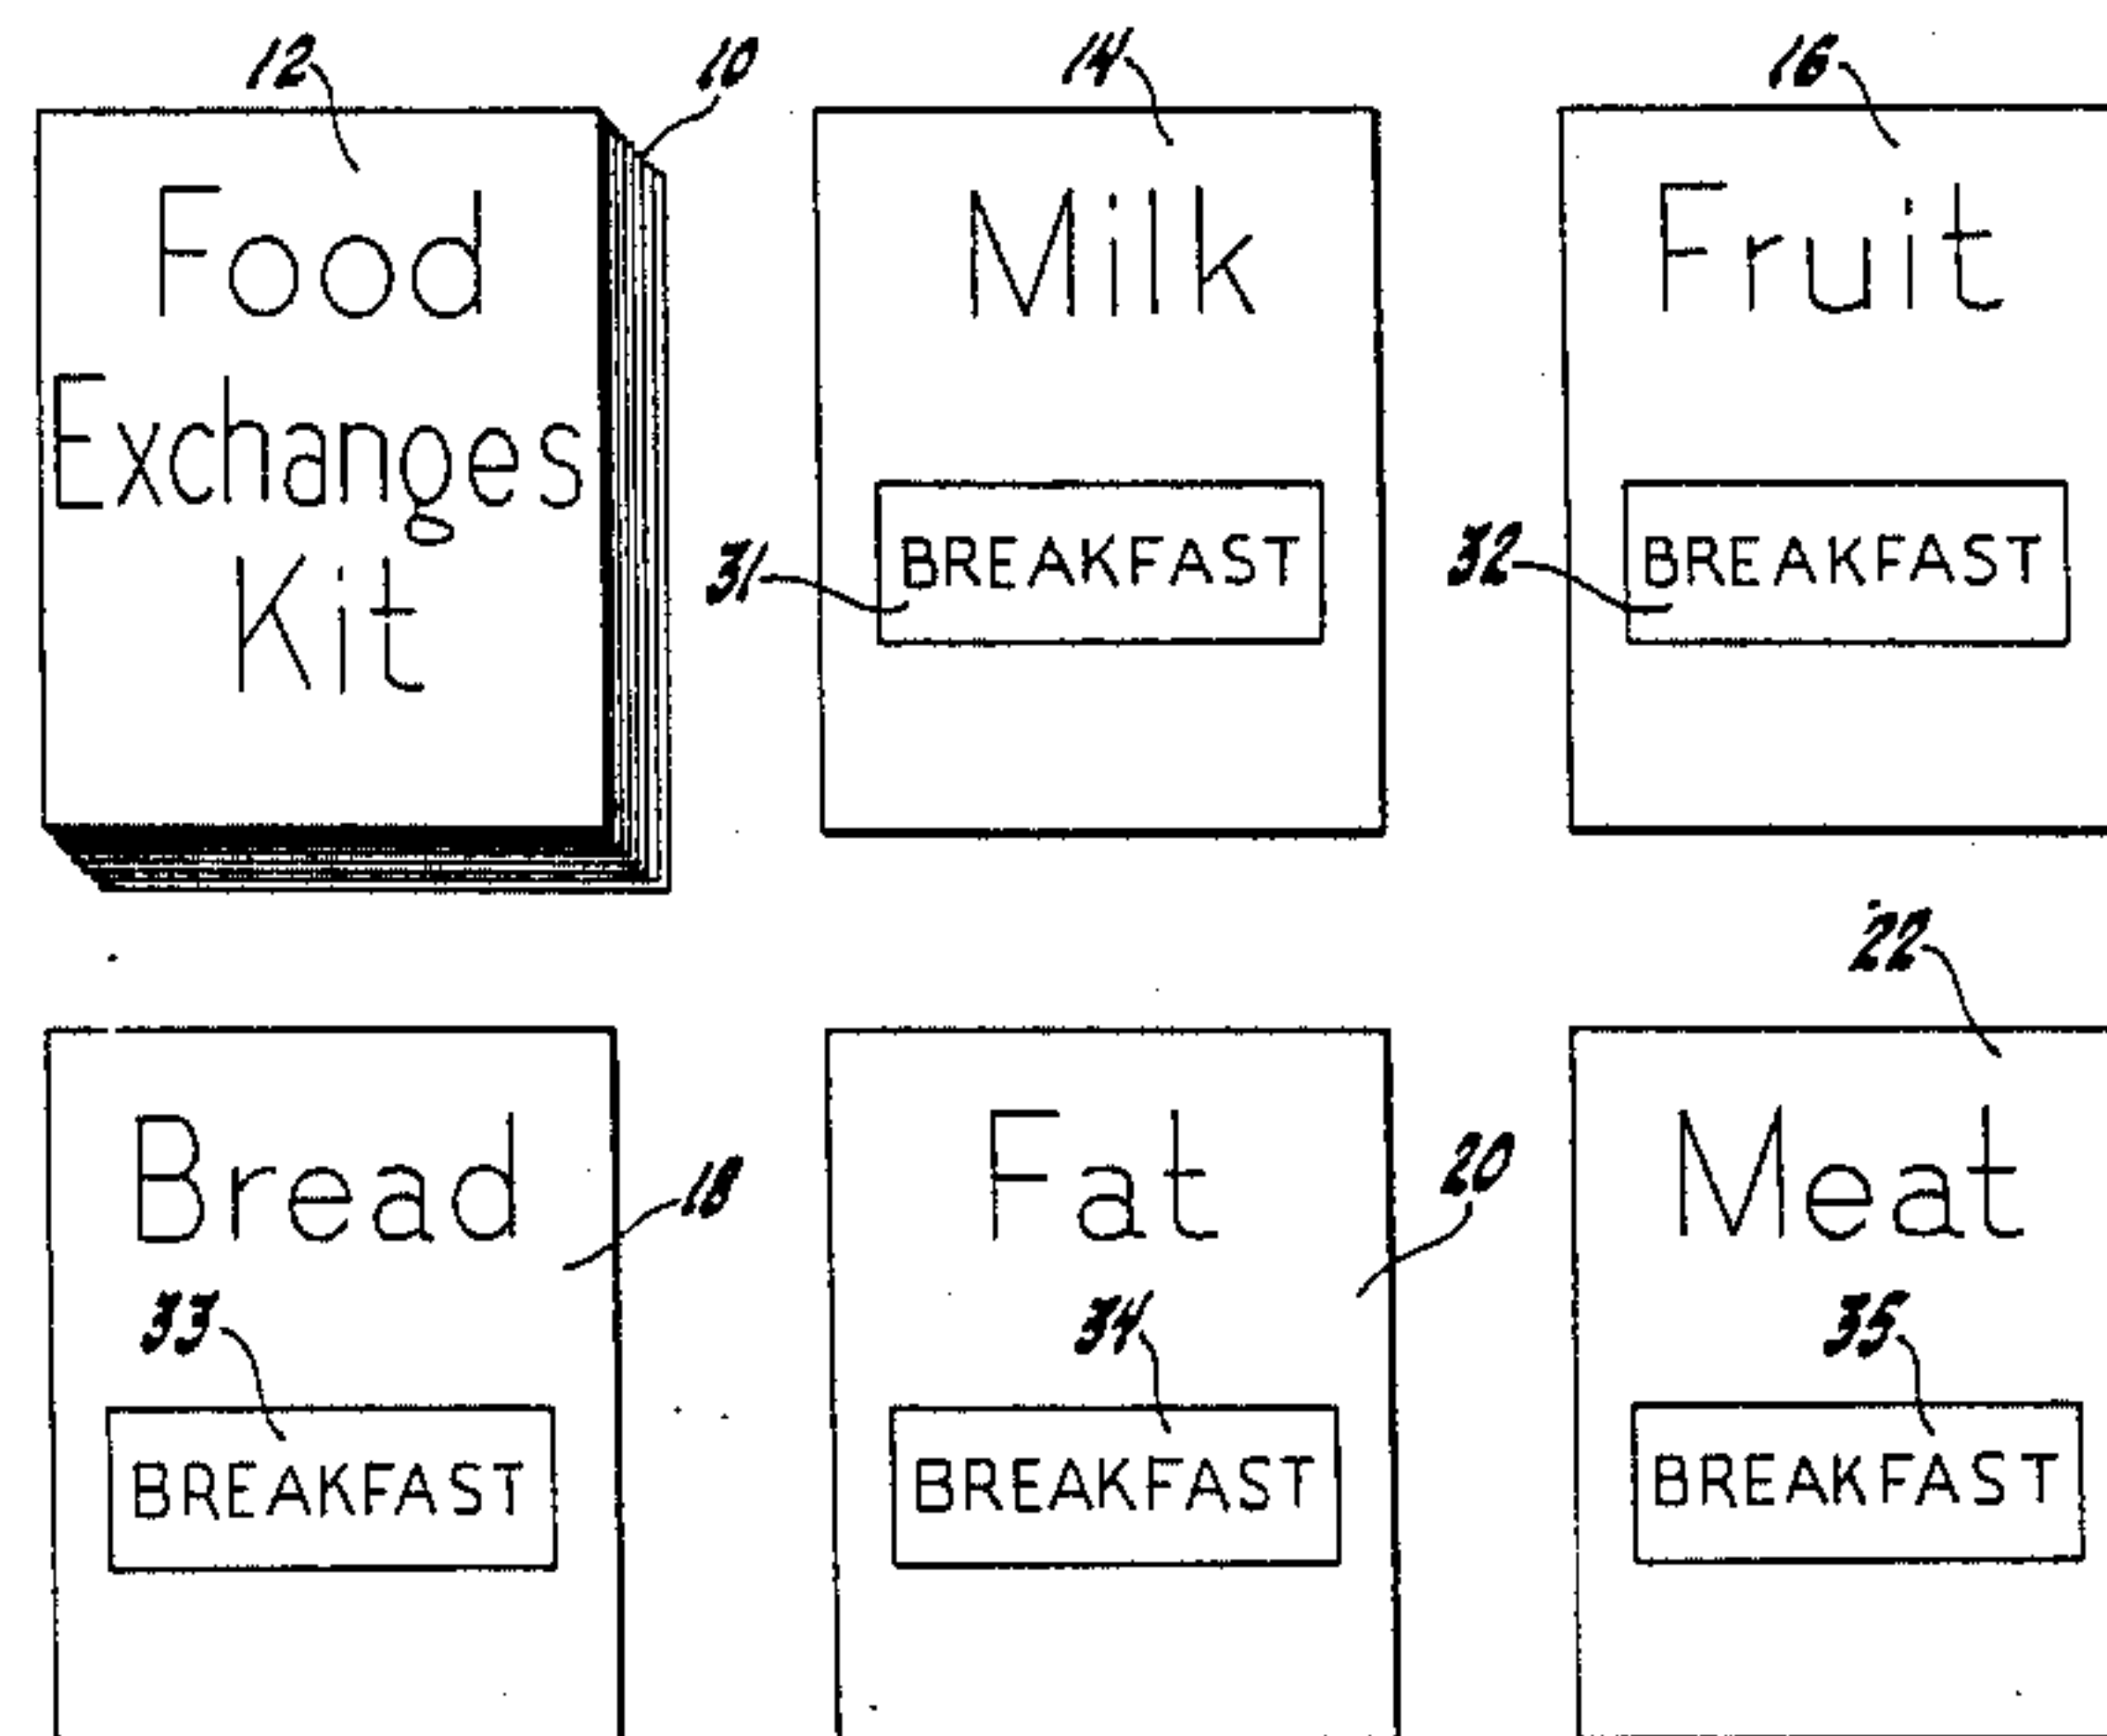 12 10 14 16
Food
Exchanges
Kit
Milk
31 BREAKFAST
Fruit
32 BREAKFAST
22
Bread
18
33
BREAKFAST
Fat
20
34
BREAKFAST
Meat
35
BREAKFAST